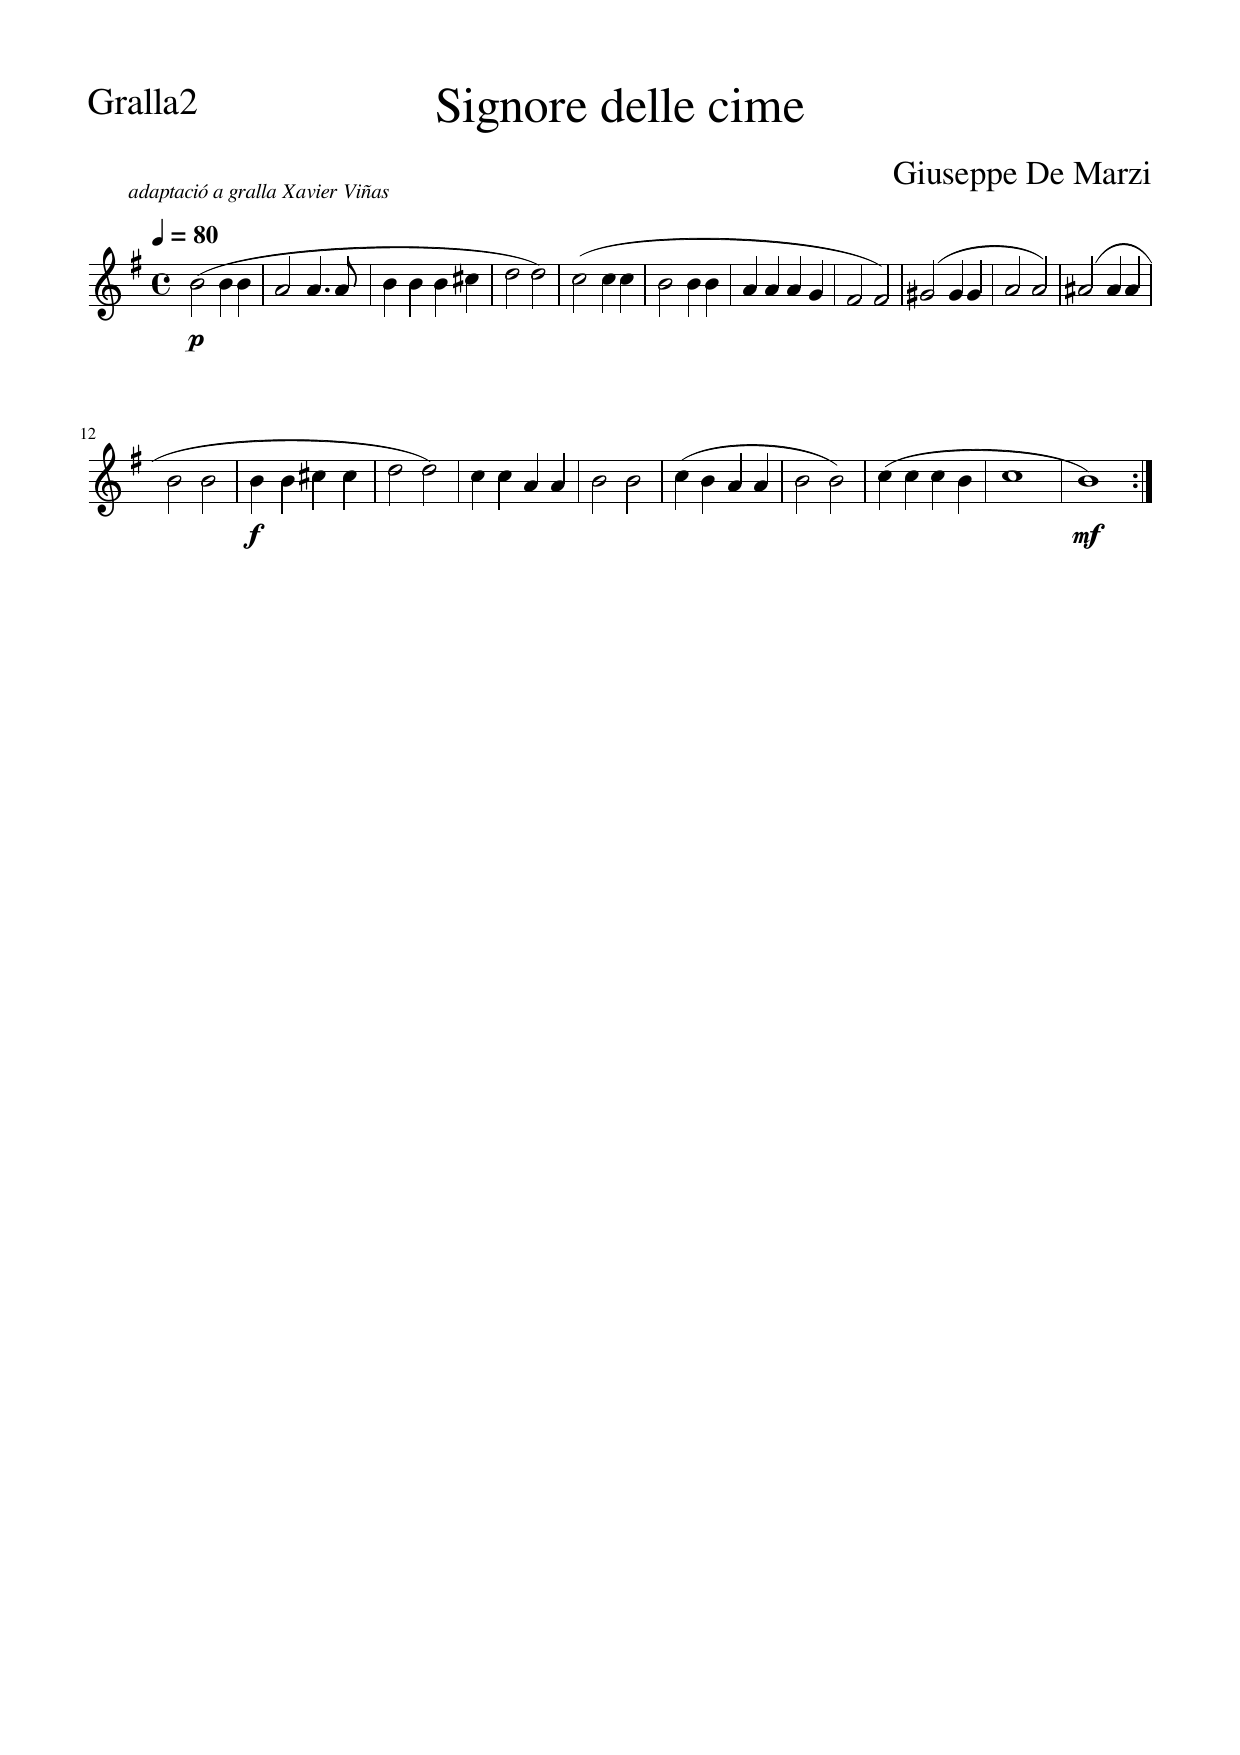 Gralla2
Signore delle cime
Giuseppe De Marzi
adaptació a gralla Xavier Viñas
= 80
p
12
f
mf